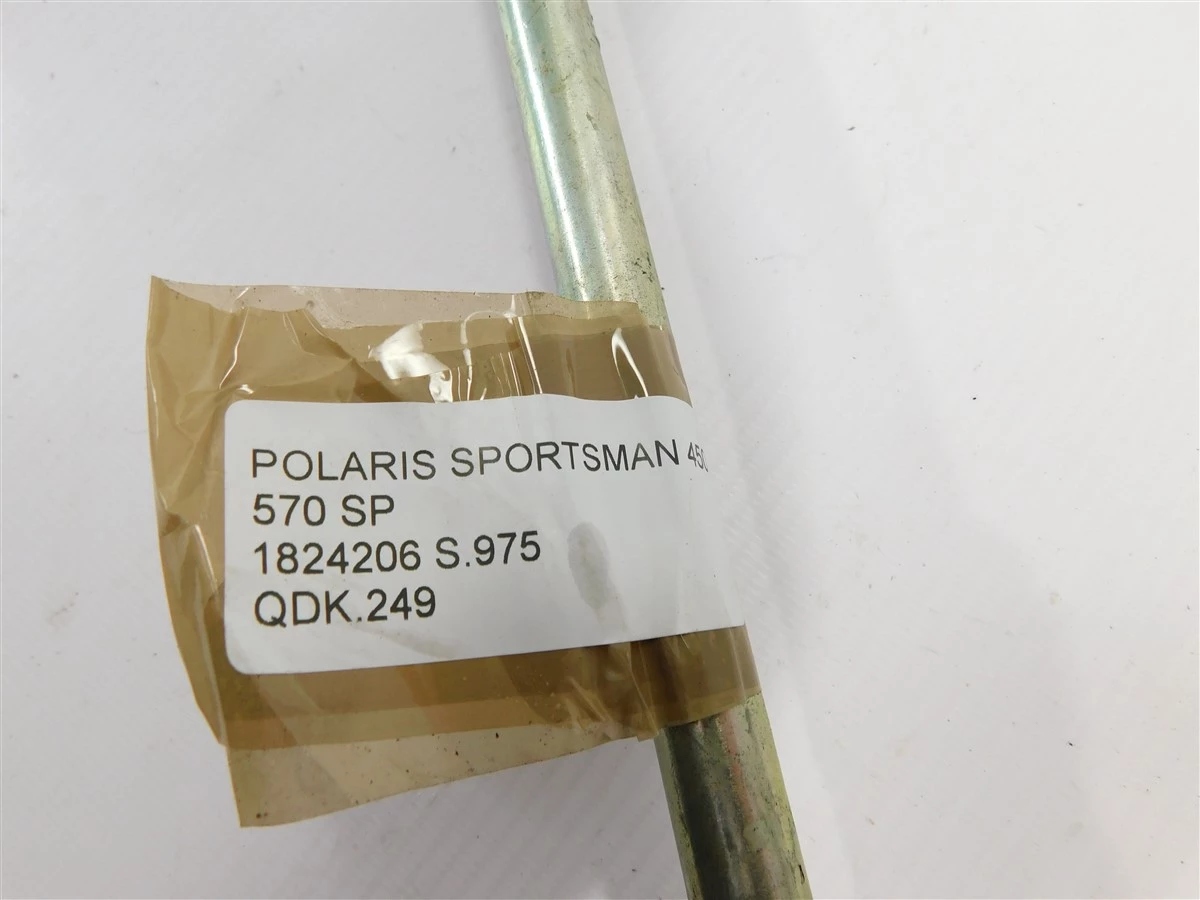 POLARIS SPORTSMAN 450
570 SP
1824206 S.975
QDK.249